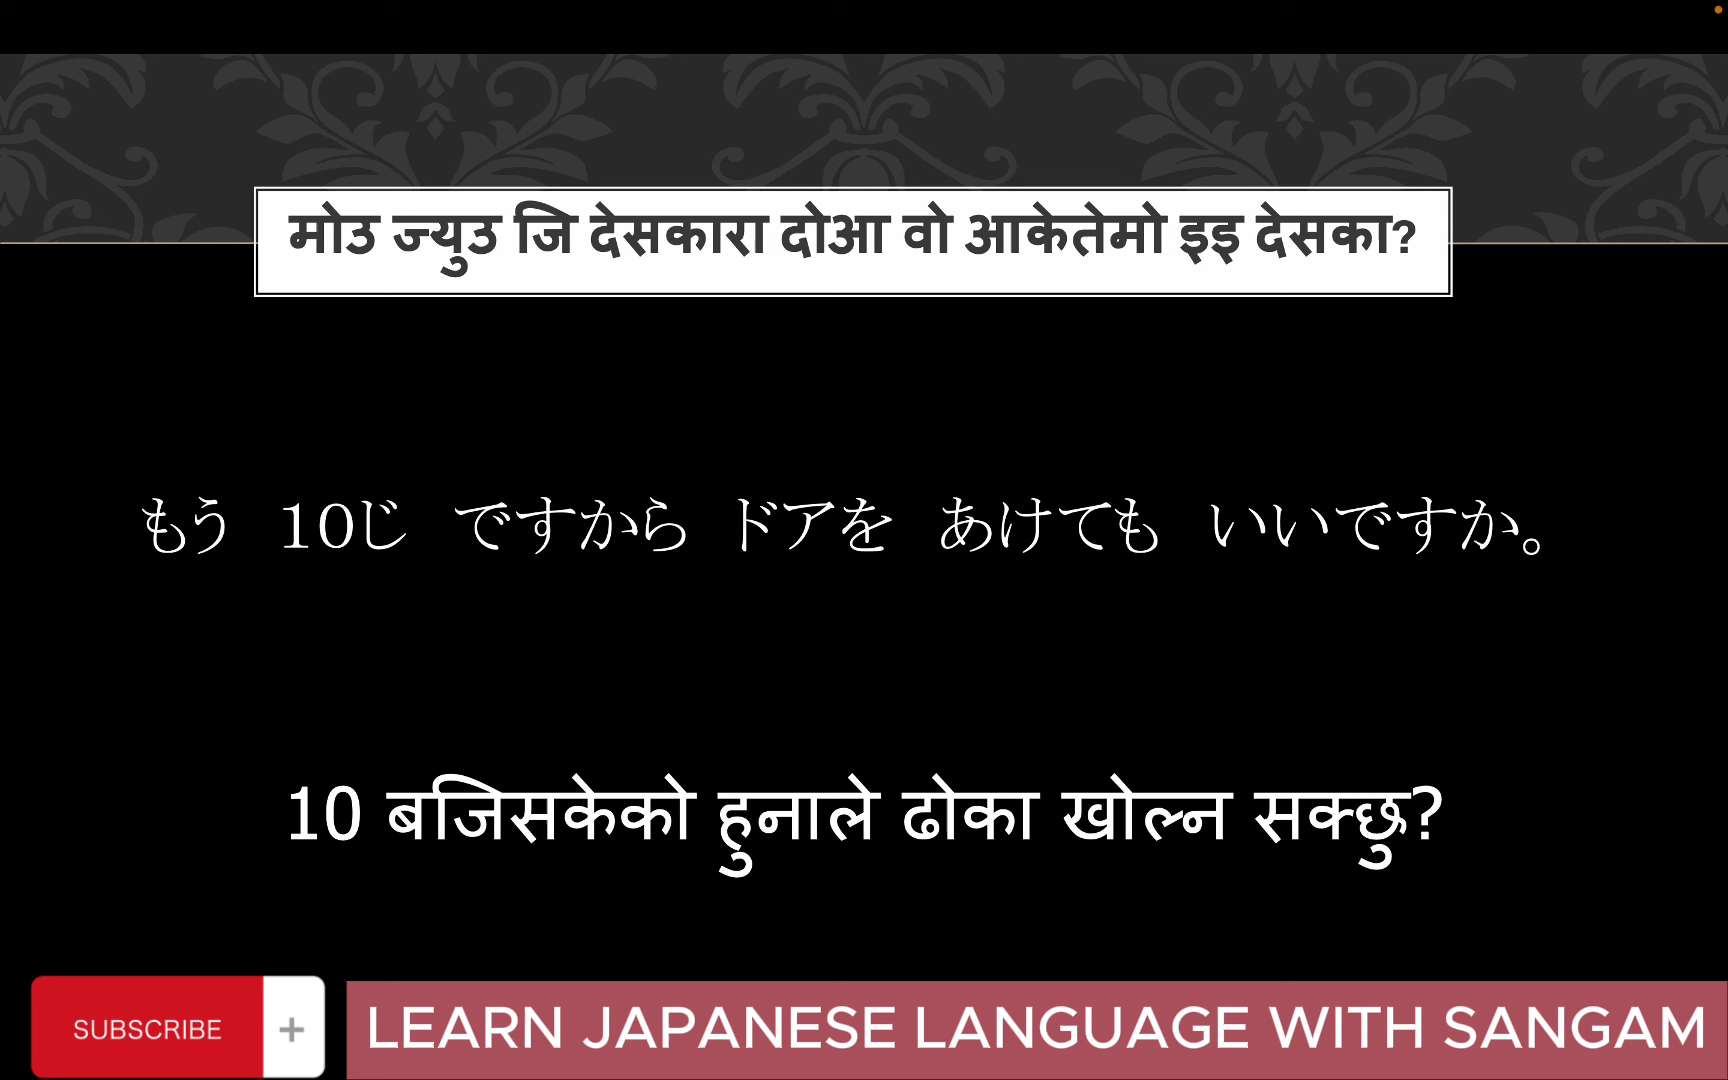 मोउ ज्युउ जि देसकारा दोआ वो आकेतेमो इइ देसका?
もう　10じ　ですから　ドアを　あけても　いいですか。
10 बजिसकेको हुनाले ढोका खोल्न सक्छु?
SUBSCRIBE +
LEARN JAPANESE LANGUAGE WITH SANGAM